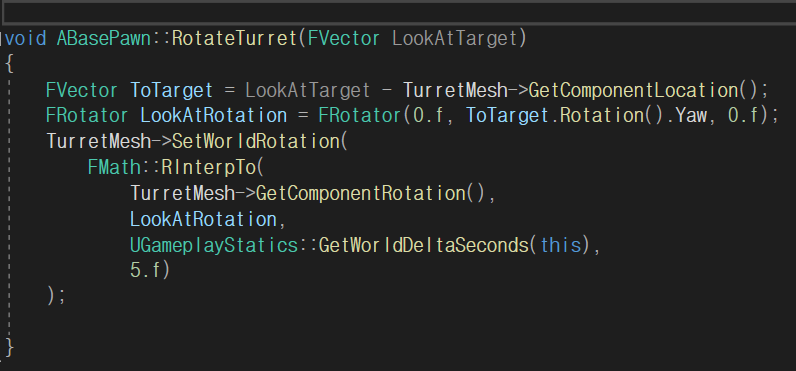 void ABasePawn::RotateTurret(FVector LookAtTarget)
{
    FVector ToTarget = LookAtTarget - TurretMesh->GetComponentLocation();
    FRotator LookAtRotation = FRotator(0.f, ToTarget.Rotation().Yaw, 0.f);
    TurretMesh->SetWorldRotation(
        FMath::RInterpTo(
            TurretMesh->GetComponentRotation(),
            LookAtRotation,
            UGameplayStatics::GetWorldDeltaSeconds(this),
            5.f)
    );
}